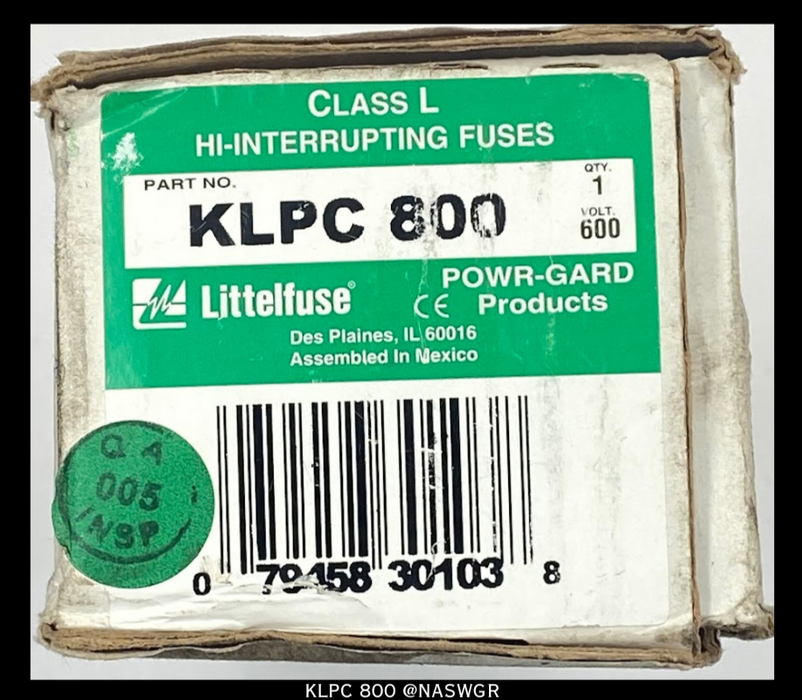 CLASS L
HI-INTERRUPTING FUSES
PART NO.
KLPC 800
QTY.
1
VOLT.
600
Littelfuse®
POWR-GARD
CE Products
Des Plaines, IL 60016
Assembled In Mexico
QA
005
INSP
0 79458 30103 8
KLPC 800 @NASWGR